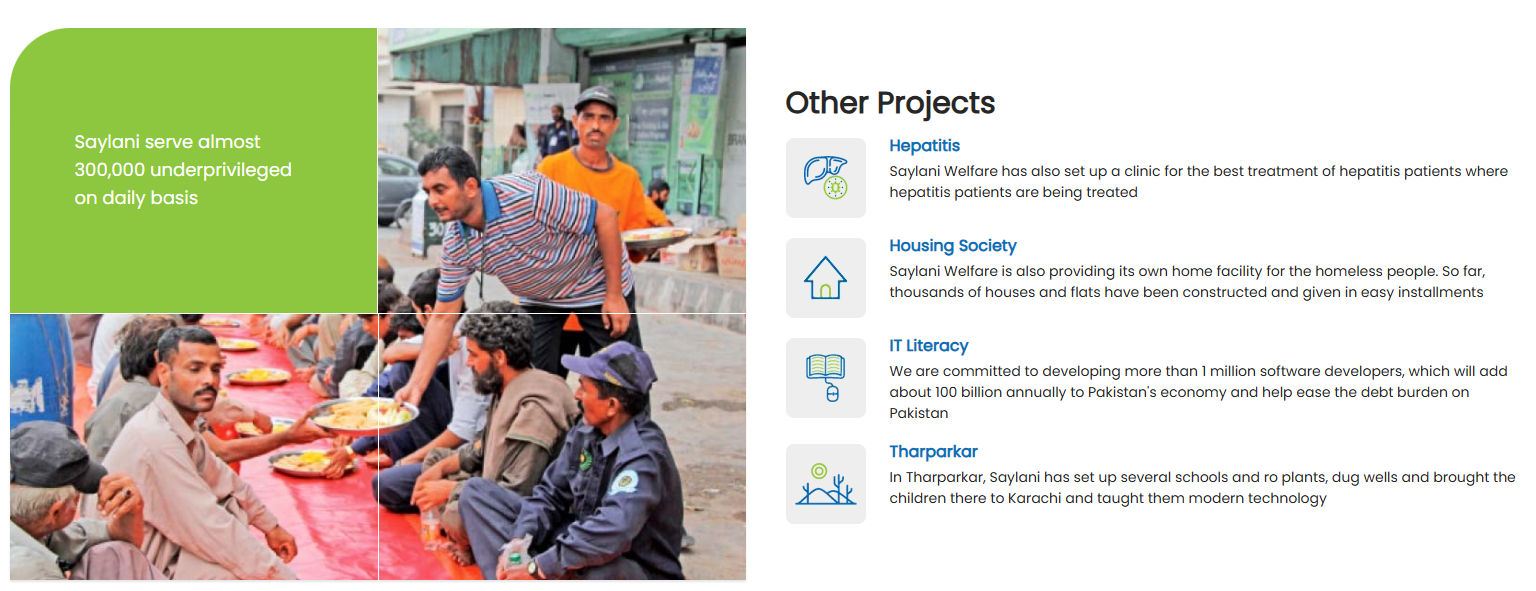 Saylani serve almost
300,000 underprivileged
on daily basis
30
Other Projects
Hepatitis
Saylani Welfare has also set up a clinic for the best treatment of hepatitis patients where
hepatitis patients are being treated
Housing Society
Saylani Welfare is also providing its own home facility for the homeless people. So far,
thousands of houses and flats have been constructed and given in easy installments
IT Literacy
We are committed to developing more than 1 million software developers, which will add
about 100 billion annually to Pakistan's economy and help ease the debt burden on
Pakistan
Tharparkar
In Tharparkar, Saylani has set up several schools and ro plants, dug wells and brought the
children there to Karachi and taught them modern technology